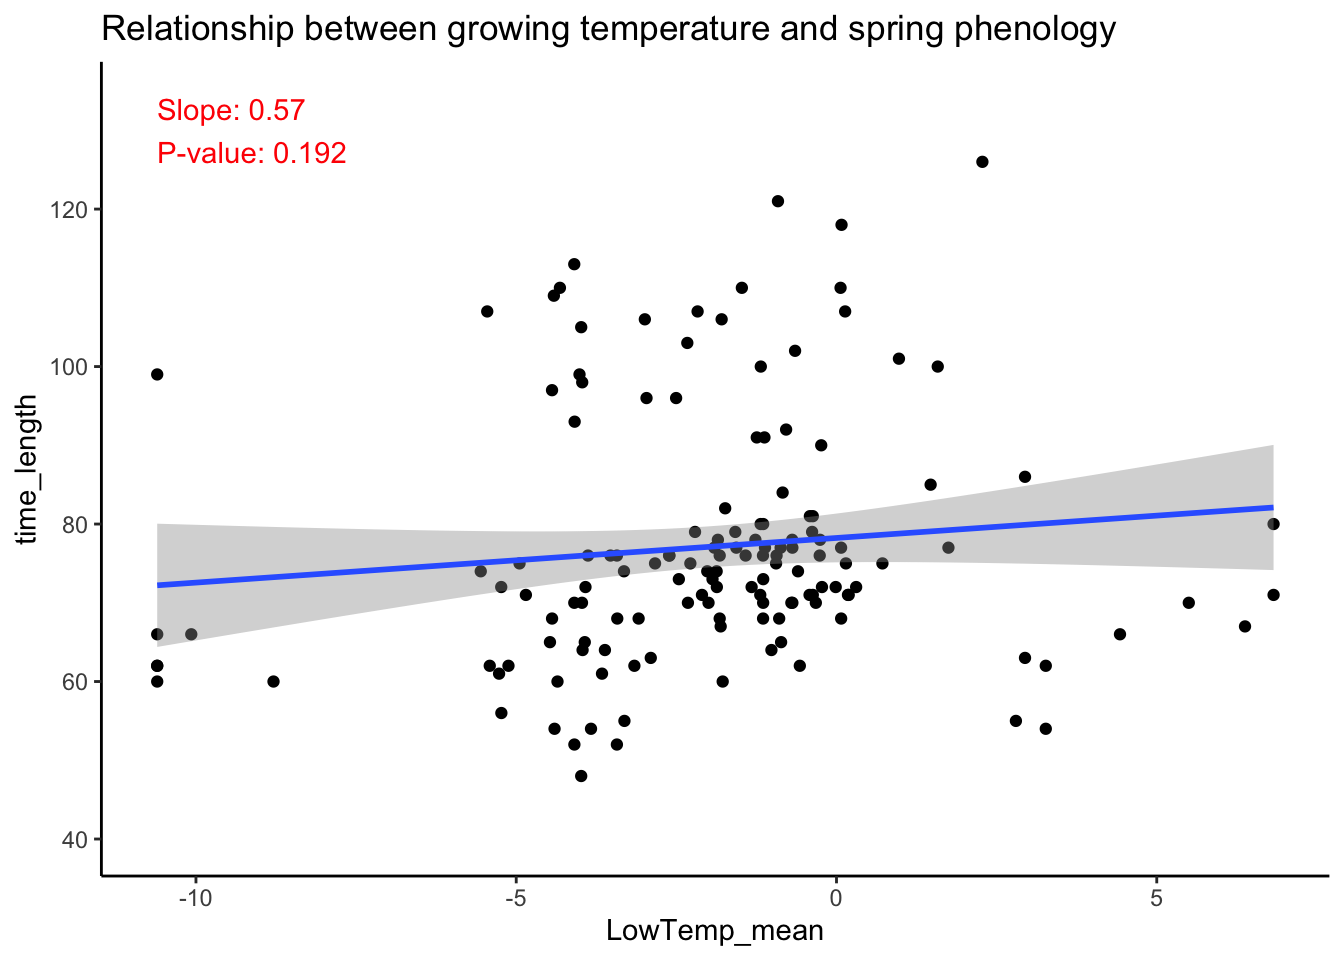 Relationship between growing temperature and spring phenology
Slope: 0.57
P-value: 0.192
120
100
80
60
40
time_length
-10
-5
0
5
LowTemp_mean